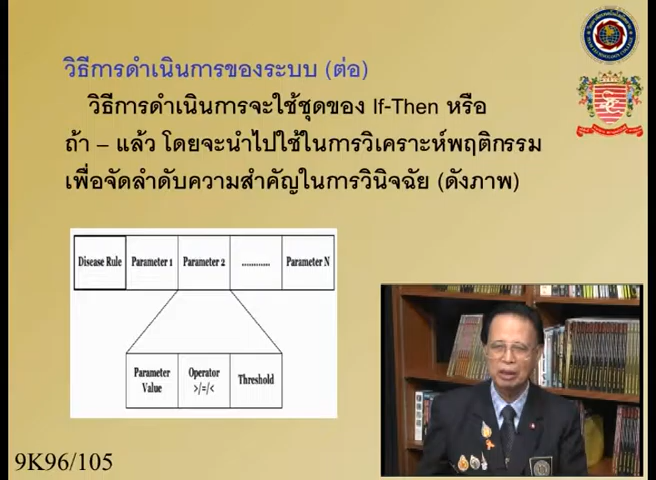 วิธีการดำเนินการของระบบ (ต่อ)
วิธีการดำเนินการจะใช้ชุดของ If-Then หรือ
ถ้า – แล้ว โดยจะนำไปใช้ในการวิเคราะห์พฤติกรรม
เพื่อจัดลำดับความสำคัญในการวินิจฉัย (ดังภาพ)
Disease Rule Parameter 1 Parameter 2 ............ Parameter N
Parameter Value
Operator >/=/<
Threshold
9K96/105